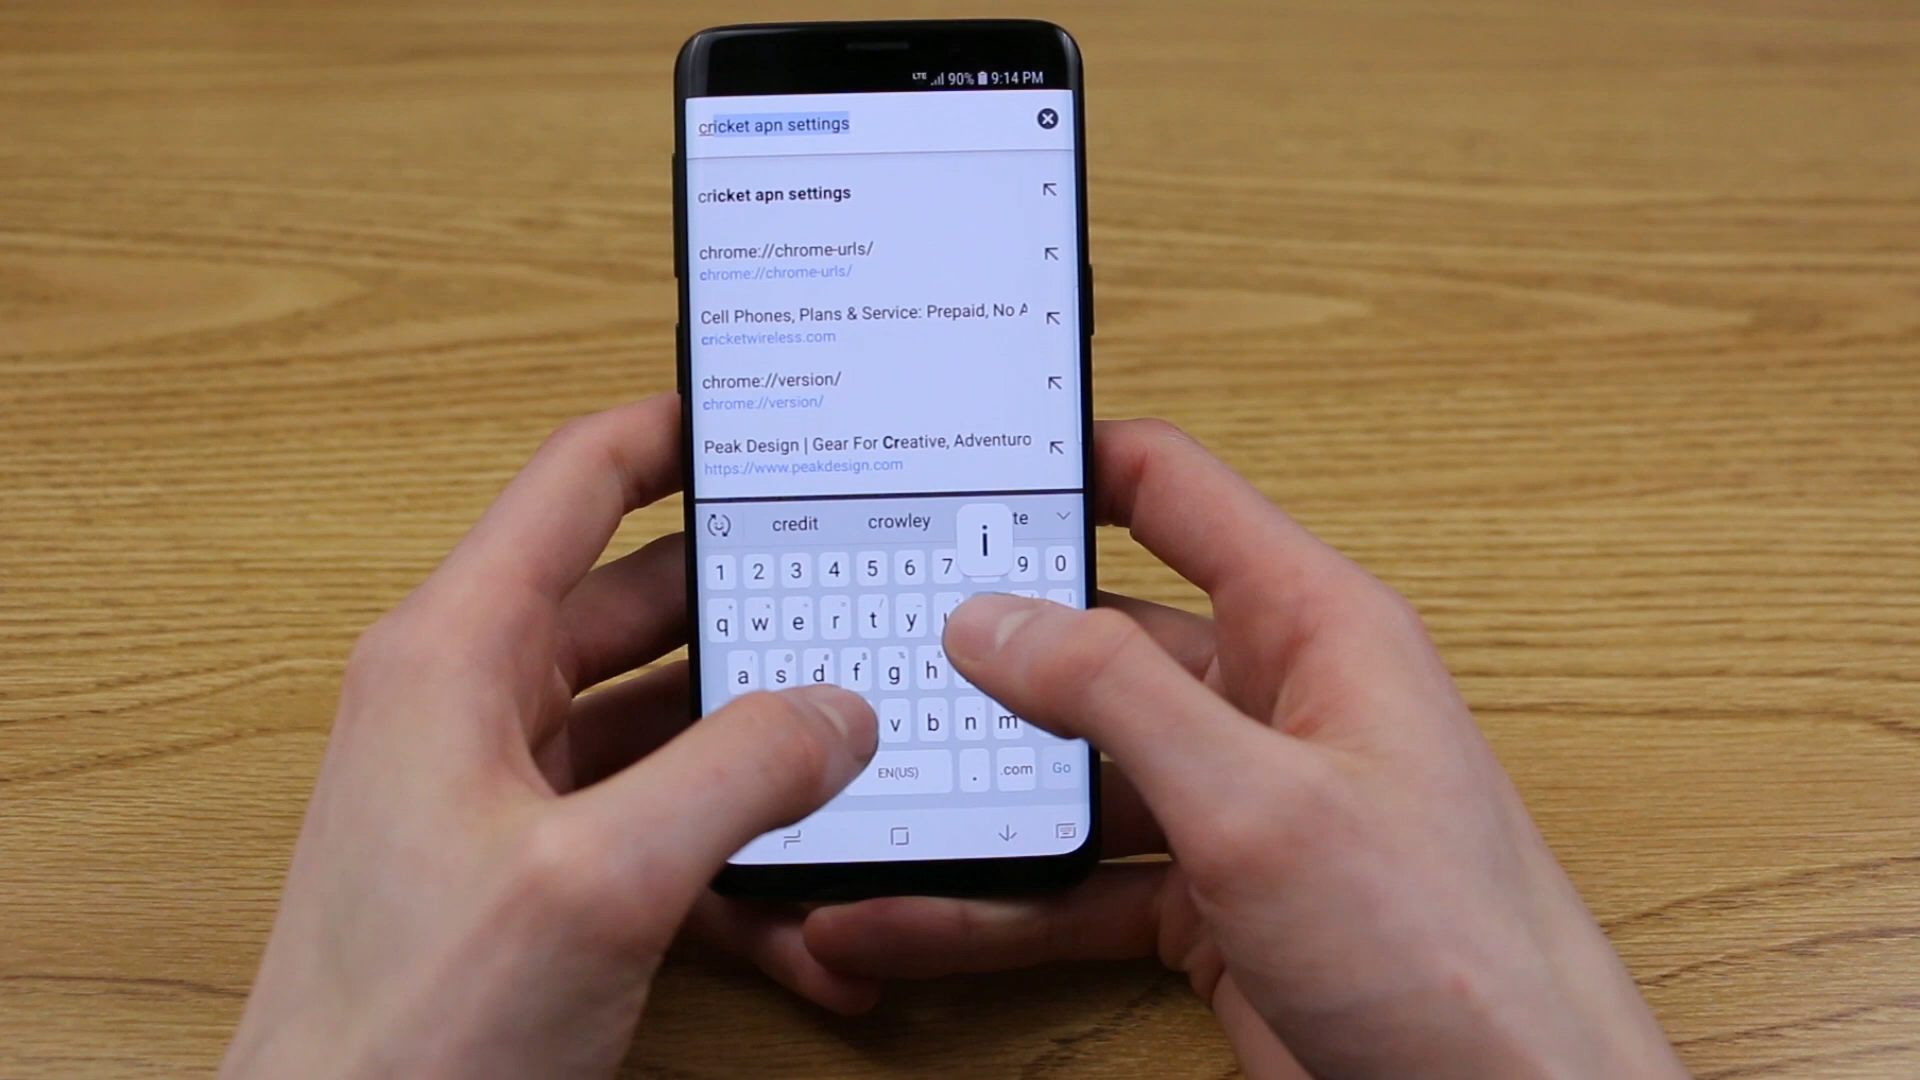 LTE 90% 9:14 PM
cricket apn settings
cricket apn settings
chrome://chrome-urls/
chrome://chrome-urls/
Cell Phones, Plans & Service: Prepaid, No A
cricketwireless.com
chrome://version/
chrome://version/
Peak Design | Gear For Creative, Adventuro
https://www.peakdesign.com
credit crowley te
i
1 2 3 4 5 6 7 9 0
q w e r t y
a s d f g h
v b n m
EN(US) . .com Go